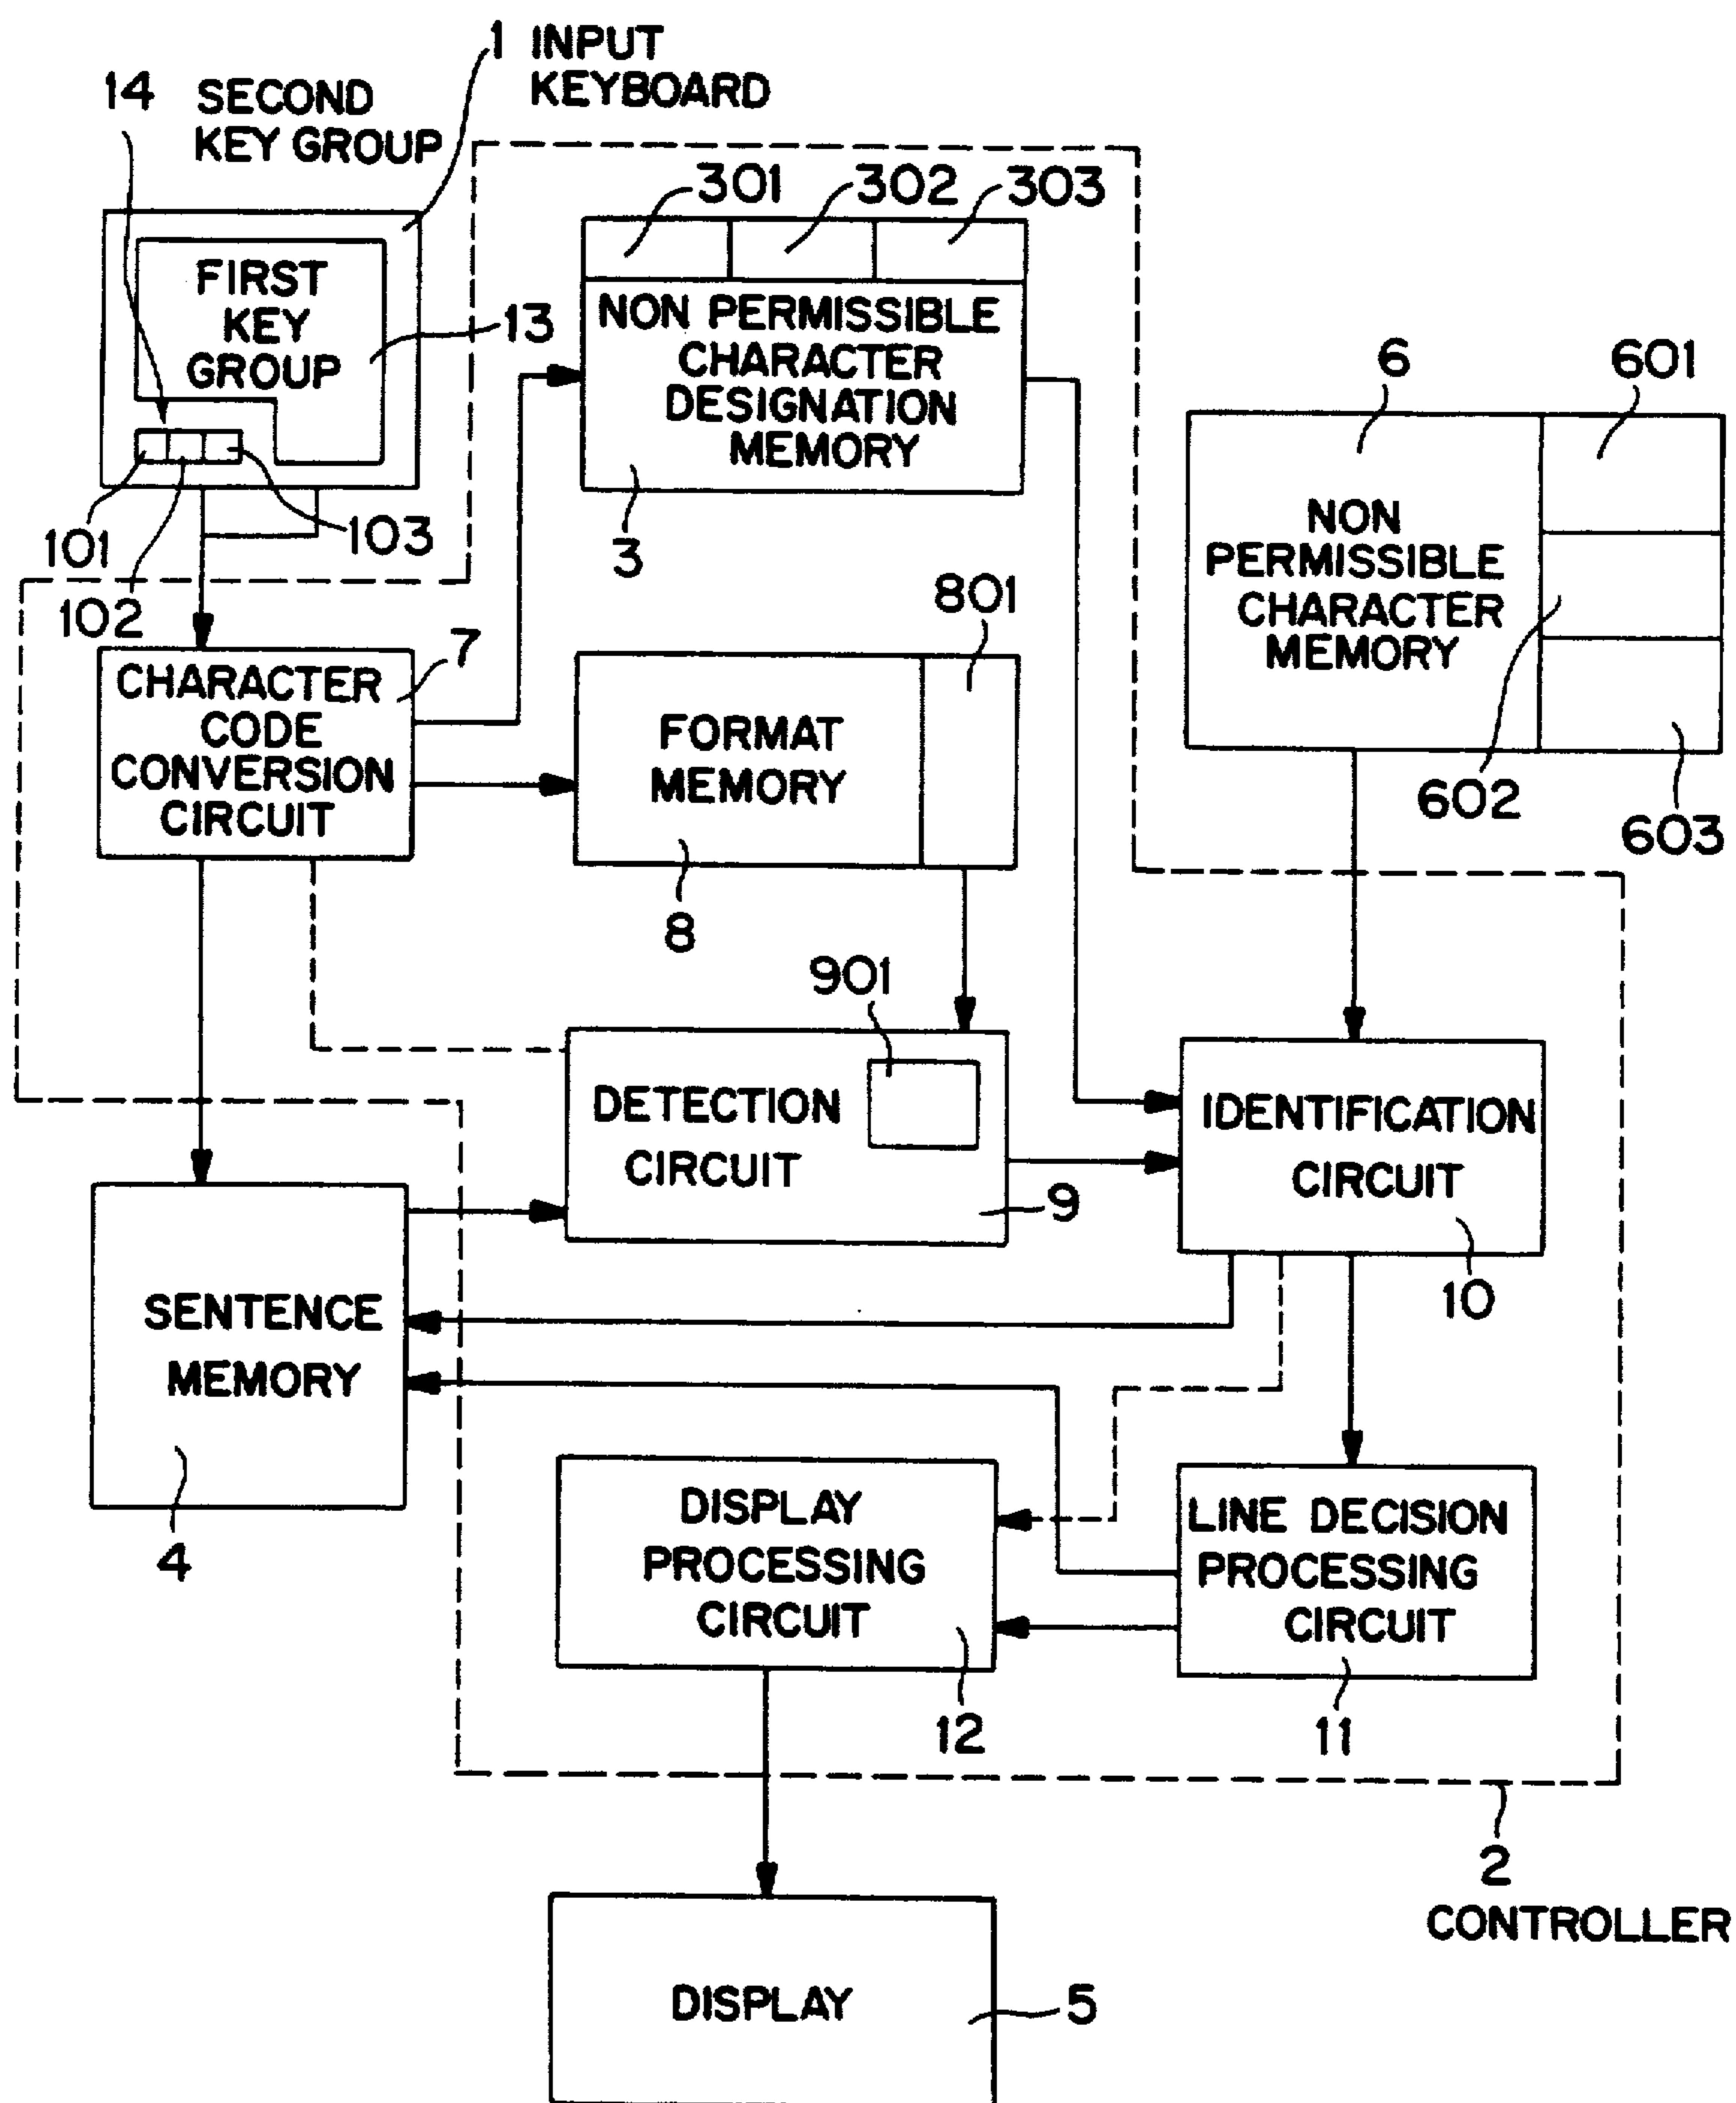 1 INPUT
KEYBOARD
14 SECOND
KEY GROUP
301
302
303
FIRST
KEY
GROUP
13
101
102
103
NON PERMISSIBLE
CHARACTER
DESIGNATION
MEMORY
3
6
601
NON
PERMISSIBLE
CHARACTER
MEMORY
602
603
CHARACTER
CODE
CONVERSION
CIRCUIT
7
801
FORMAT
MEMORY
8
901
DETECTION
CIRCUIT
9
IDENTIFICATION
CIRCUIT
10
SENTENCE
MEMORY
4
DISPLAY
PROCESSING
CIRCUIT
12
LINE DECISION
PROCESSING
CIRCUIT
11
2
CONTROLLER
DISPLAY
5